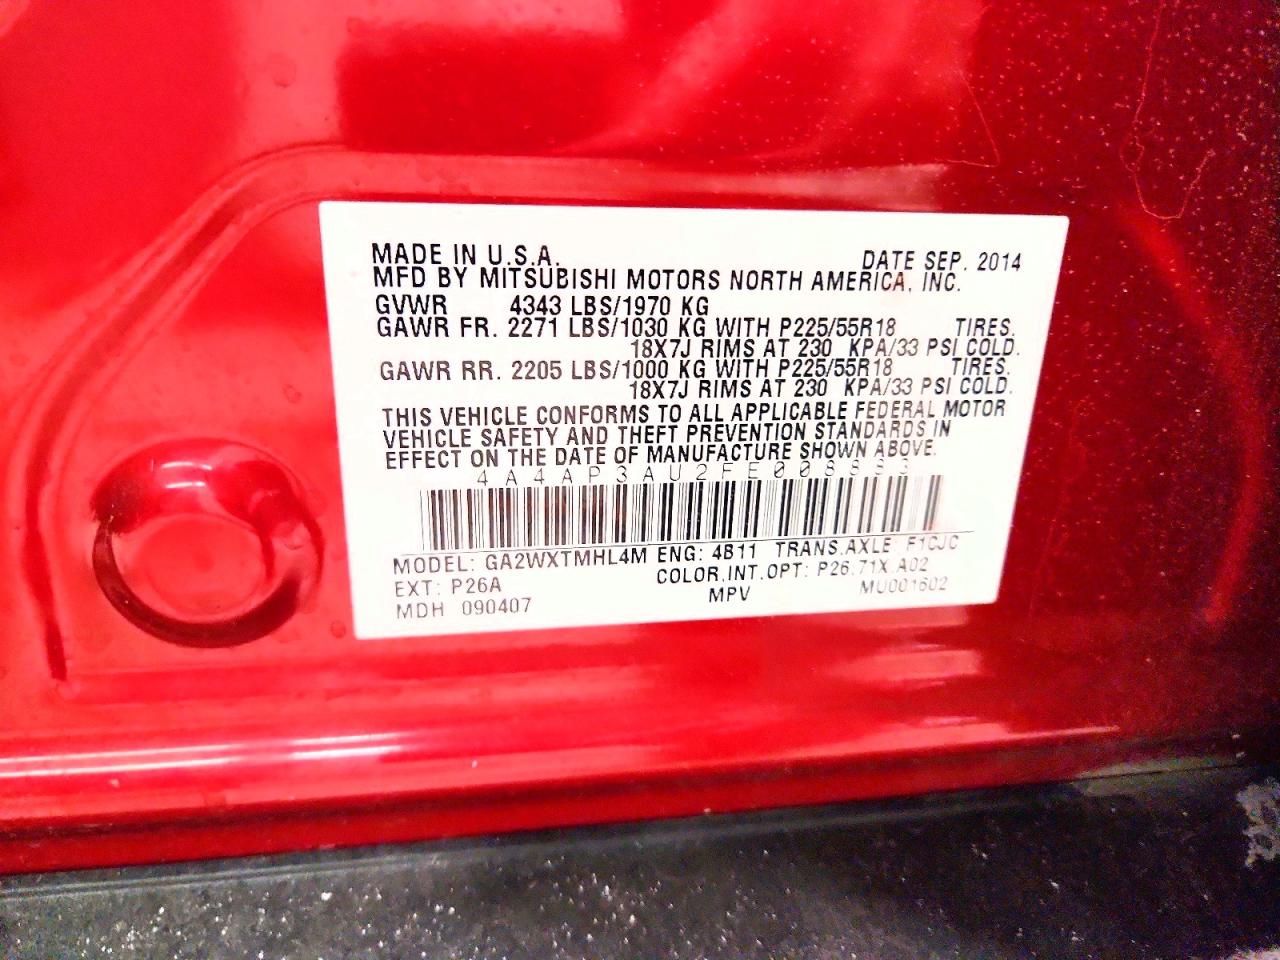 MADE IN U.S.A. DATE SEP. 2014
MFD BY MITSUBISHI MOTORS NORTH AMERICA, INC.
GVWR 4343 LBS/1970 KG
GAWR FR. 2271 LBS/1030 KG WITH P225/55R18 TIRES.
18X7J RIMS AT 230 KPA/33 PSI COLD.
GAWR RR. 2205 LBS/1000 KG WITH P225/55R18 TIRES.
18X7J RIMS AT 230 KPA/33 PSI COLD.
THIS VEHICLE CONFORMS TO ALL APPLICABLE FEDERAL MOTOR
VEHICLE SAFETY AND THEFT PREVENTION STANDARDS IN
EFFECT ON THE DATE OF MANUFACTURE SHOWN ABOVE.
4A4AP3AU2FE008883
MODEL: GA2WXTMHL4M ENG: 4B11 TRANS.AXLE F1CJC
EXT: P26A COLOR.INT.OPT: P26.71X.A02
MDH 090407 MPV MU001602